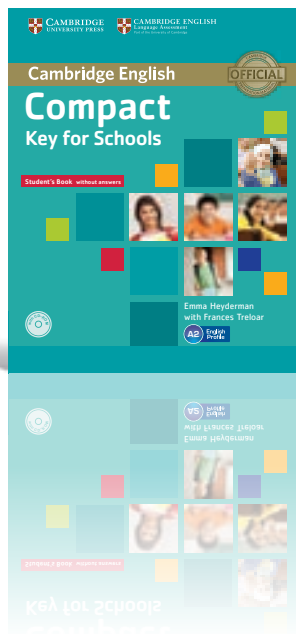 CAMBRIDGE
UNIVERSITY PRESS
CAMBRIDGE ENGLISH
Language Assessment
Part of the University of Cambridge
Cambridge English
OFFICIAL
Compact
Key for Schools
Student's Book without answers
Emma Heyderman
with Frances Treloar
A2 English
Profile